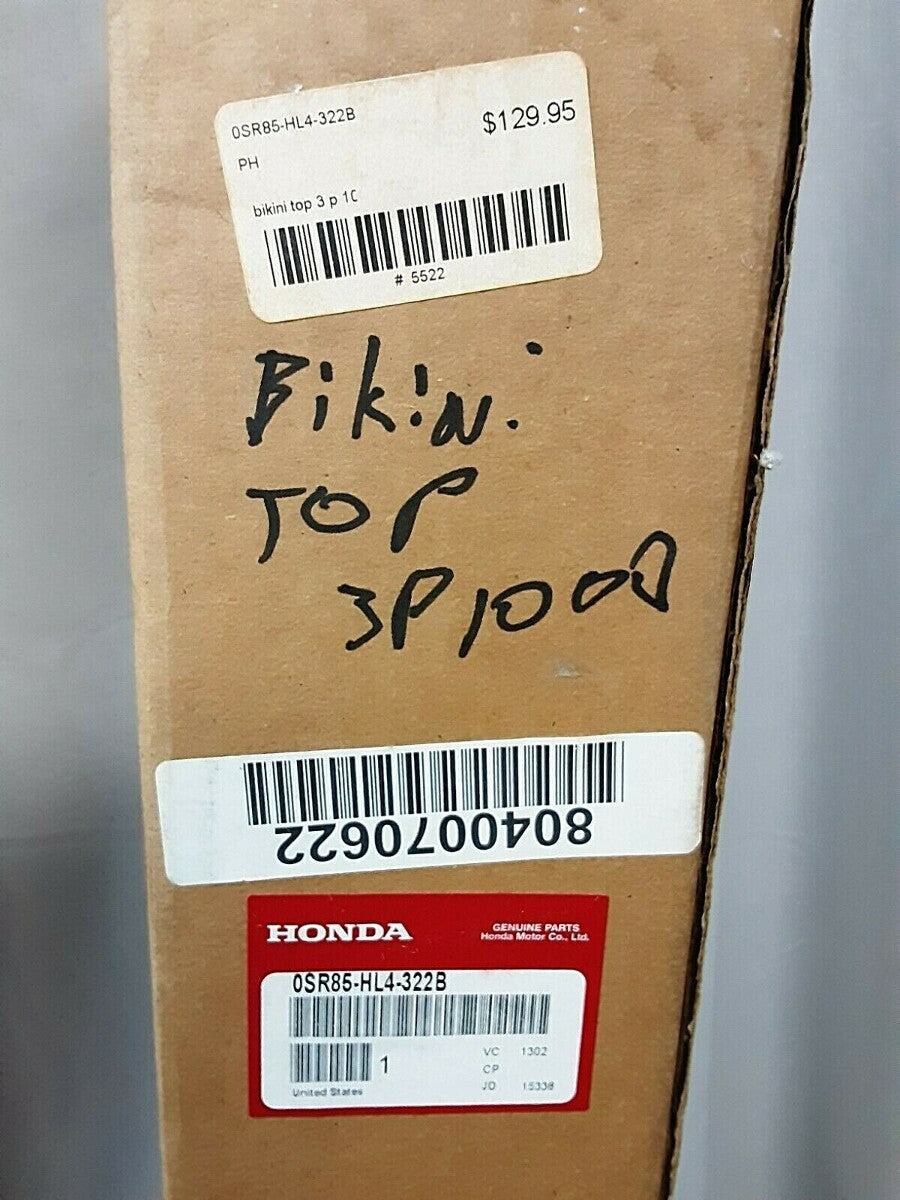 0SR85-HL4-322B $129.95
PH
bikini top 3 p 10
# 5522
Bikini
TOP
3P1000
8040070622
HONDA
GENUINE PARTS
Honda Motor Co., Ltd.
0SR85-HL4-322B
1
VC 1302
CP
JD 15338
United States